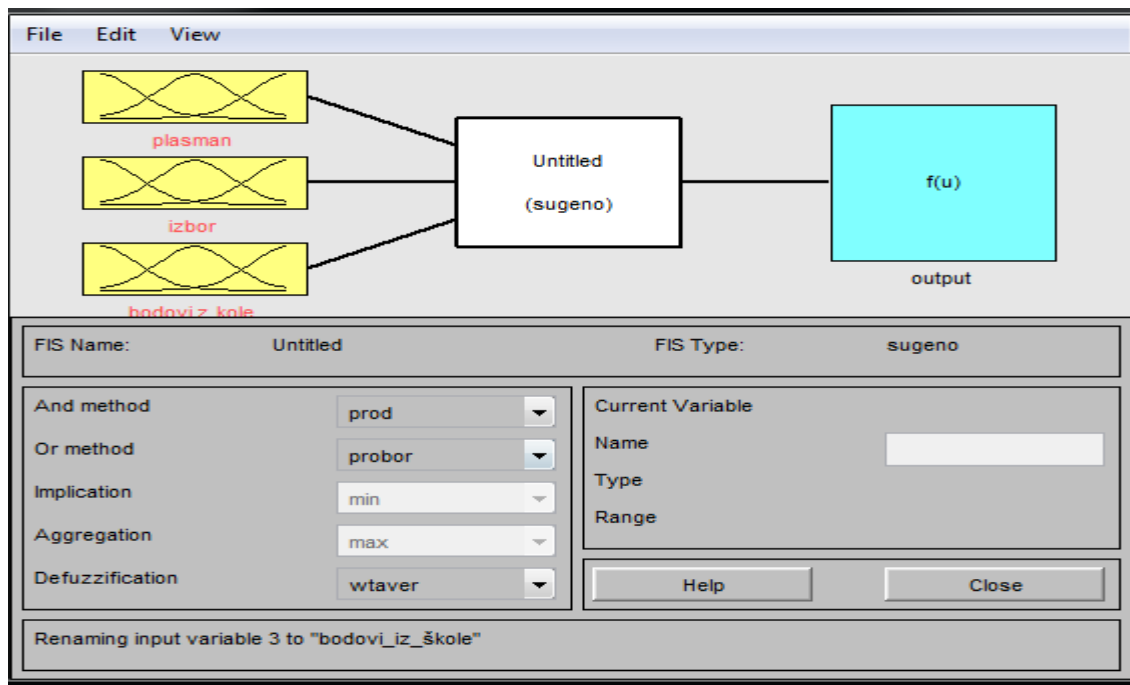 File Edit View
plasman
Untitled
izbor
(sugeno)
f(u)
output
bodovi z kole
FIS Name: Untitled FIS Type: sugeno
And method prod
Or method probor
Implication min
Aggregation max
Defuzzification wtaver
Current Variable
Name
Type
Range
Help Close
Renaming input variable 3 to "bodovi_iz_škole"